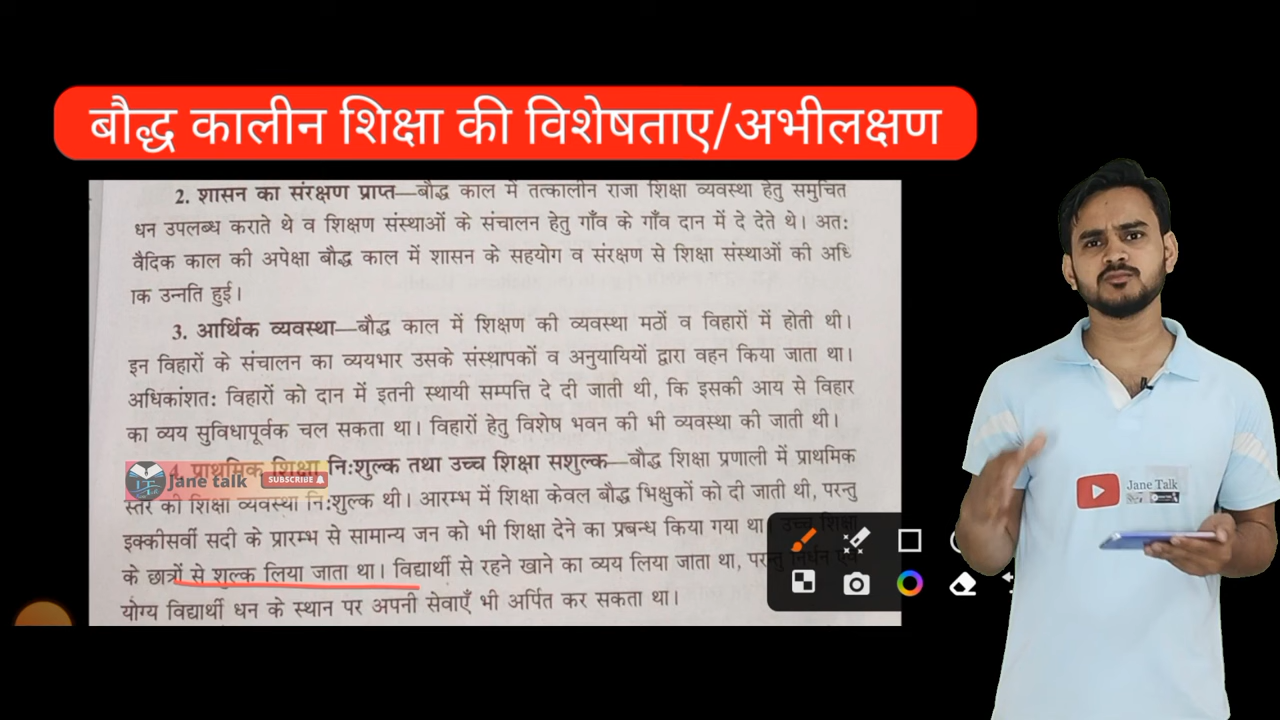 बौद्ध कालीन शिक्षा की विशेषताए/अभीलक्षण
2. शासन का संरक्षण प्राप्त—बौद्ध काल में तत्कालीन राजा शिक्षा व्यवस्था हेतु समुचित
धन उपलब्ध कराते थे व शिक्षण संस्थाओं के संचालन हेतु गाँव के गाँव दान में दे देते थे। अत:
वैदिक काल की अपेक्षा बौद्ध काल में शासन के सहयोग व संरक्षण से शिक्षा संस्थाओं की अधि
ाक उन्नति हुई।
3. आर्थिक व्यवस्था—बौद्ध काल में शिक्षण की व्यवस्था मठों व विहारों में होती थी।
इन विहारों के संचालन का व्ययभार उसके संस्थापकों व अनुयायियों द्वारा वहन किया जाता था।
अधिकांशत: विहारों को दान में इतनी स्थायी सम्पत्ति दे दी जाती थी, कि इसकी आय से विहार
का व्यय सुविधापूर्वक चल सकता था। विहारों हेतु विशेष भवन की भी व्यवस्था की जाती थी।
4. प्राथमिक शिक्षा नि:शुल्क तथा उच्च शिक्षा सशुल्क—बौद्ध शिक्षा प्रणाली में प्राथमिक
स्तर की शिक्षा व्यवस्था नि:शुल्क थी। आरम्भ में शिक्षा केवल बौद्ध भिक्षुकों को दी जाती थी, परन्तु
इक्कीसवीं सदी के प्रारम्भ से सामान्य जन को भी शिक्षा देने का प्रबन्ध किया गया था। उच्च शिक्षा
के छात्रों से शुल्क लिया जाता था। विद्यार्थी से रहने खाने का व्यय लिया जाता था, परन्तु निर्धन एवं
योग्य विद्यार्थी धन के स्थान पर अपनी सेवाएँ भी अर्पित कर सकता था।
Jane talk
SUBSCRIBE
Jane Talk